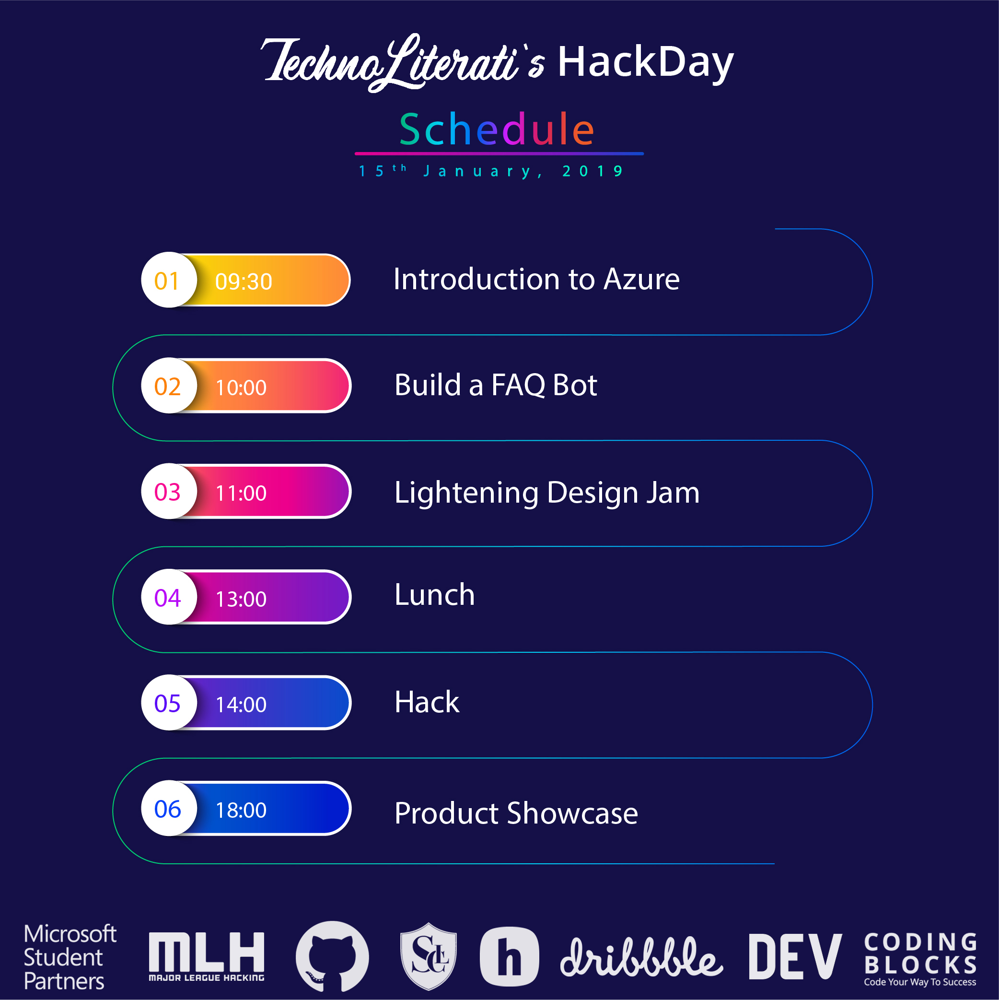 TechnoLiterati`s HackDay
Schedule
15th January, 2019
01 09:30 Introduction to Azure
02 10:00 Build a FAQ Bot
03 11:00 Lightening Design Jam
04 13:00 Lunch
05 14:00 Hack
06 18:00 Product Showcase
Microsoft
Student
Partners
MLH
MAJOR LEAGUE HACKING
h
dribbble
DEV
CODING
BLOCKS
Code Your Way To Success